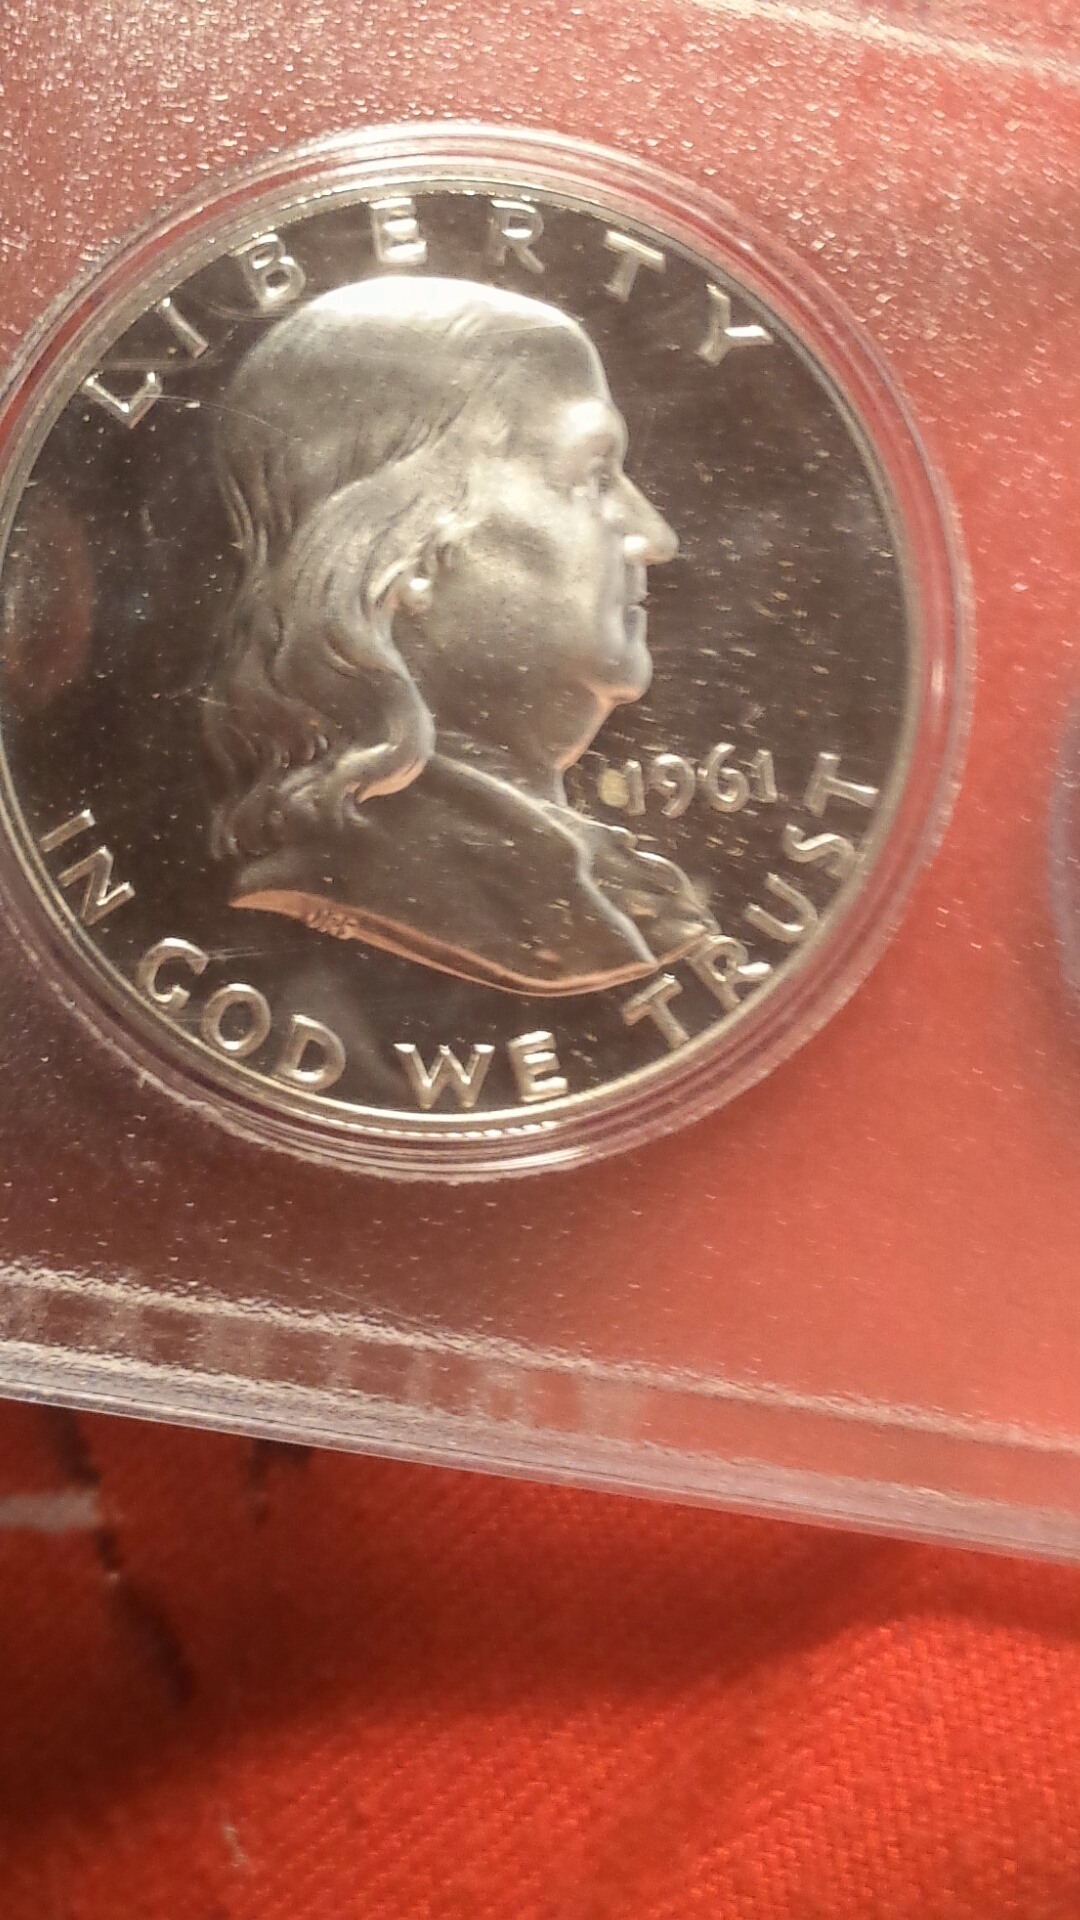 LIBERTY
1961
IN GOD WE TRUST